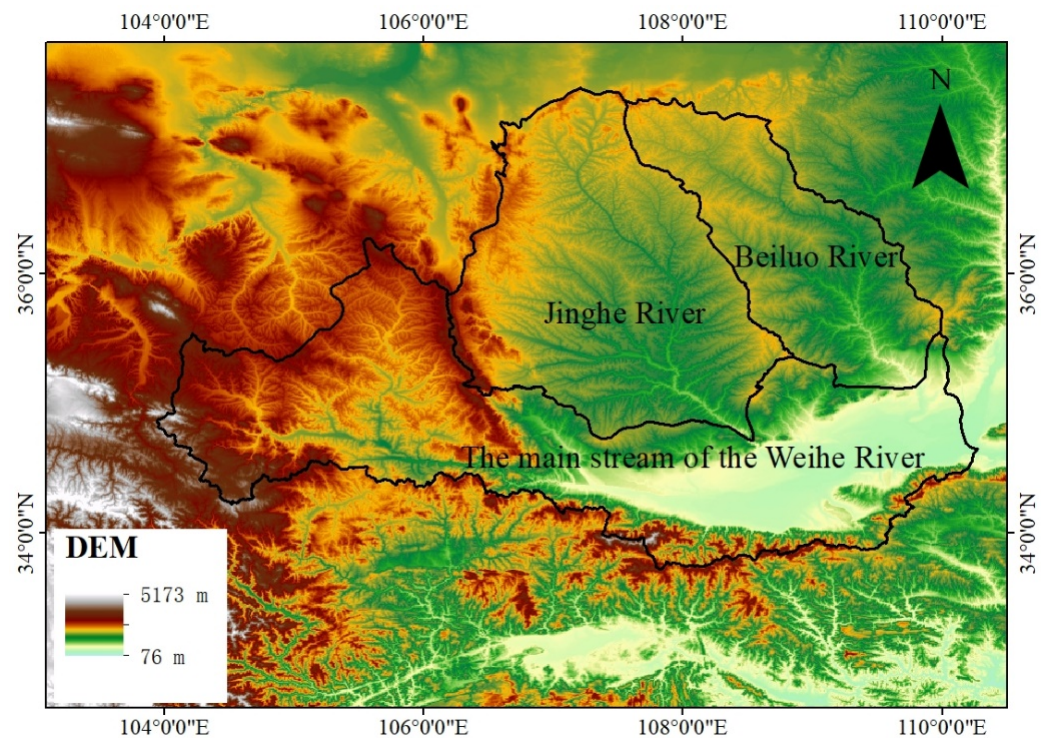 104°0'0"E 106°0'0"E 108°0'0"E 110°0'0"E
N
36°0'0"N
36°0'0"N
Beiluo River
Jinghe River
The main stream of the Weihe River
34°0'0"N
34°0'0"N
DEM
5173 m
76 m
104°0'0"E 106°0'0"E 108°0'0"E 110°0'0"E